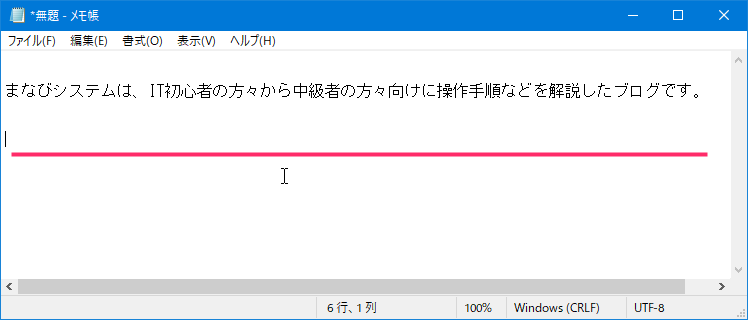 *無題 - メモ帳
ファイル(F) 編集(E) 書式(O) 表示(V) ヘルプ(H)
まなびシステムは、IT初心者の方々から中級者の方々向けに操作手順などを解説したブログです。
6 行、1 列 100% Windows (CRLF) UTF-8